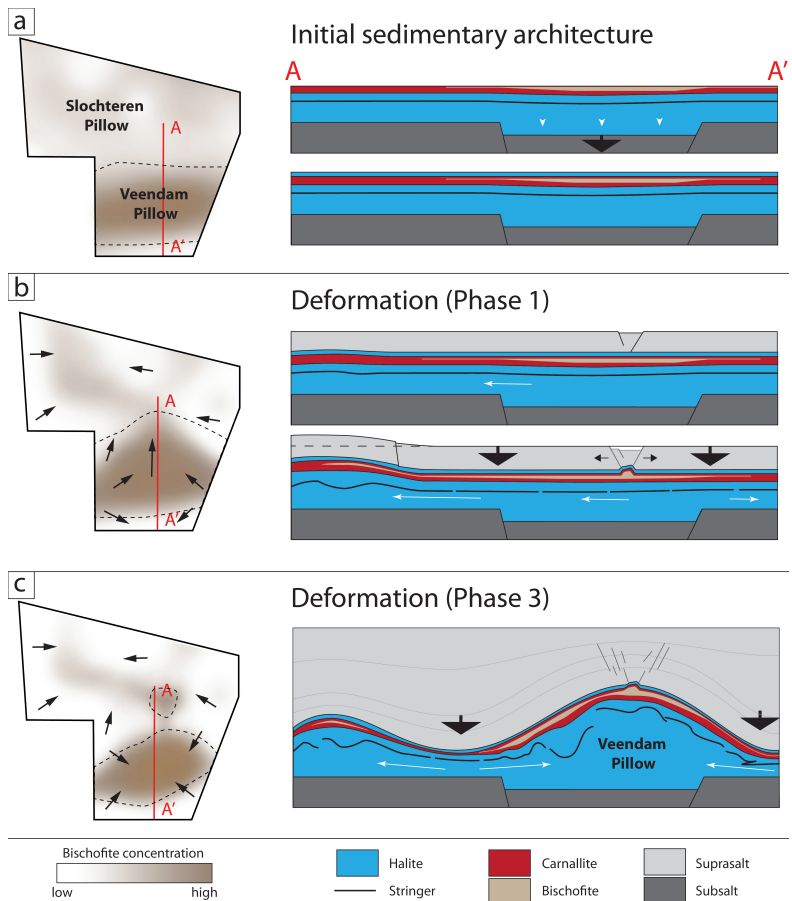 a
Initial sedimentary architecture
A
A'
Slochteren
Pillow
A
Veendam
Pillow
A'
b
Deformation (Phase 1)
A
A'
c
Deformation (Phase 3)
A
A'
Veendam
Pillow
Bischofite concentration
low
high
Halite
Carnallite
Suprasalt
Stringer
Bischofite
Subsalt